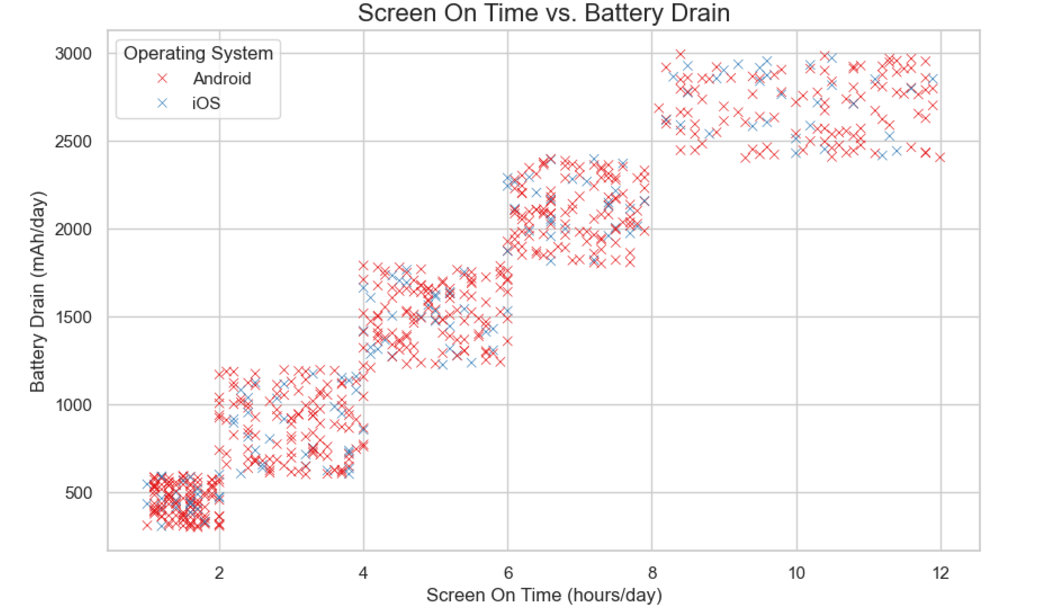 Screen On Time vs. Battery Drain
Operating System
Android
iOS
Battery Drain (mAh/day)
3000
2500
2000
1500
1000
500
2 4 6 8 10 12
Screen On Time (hours/day)